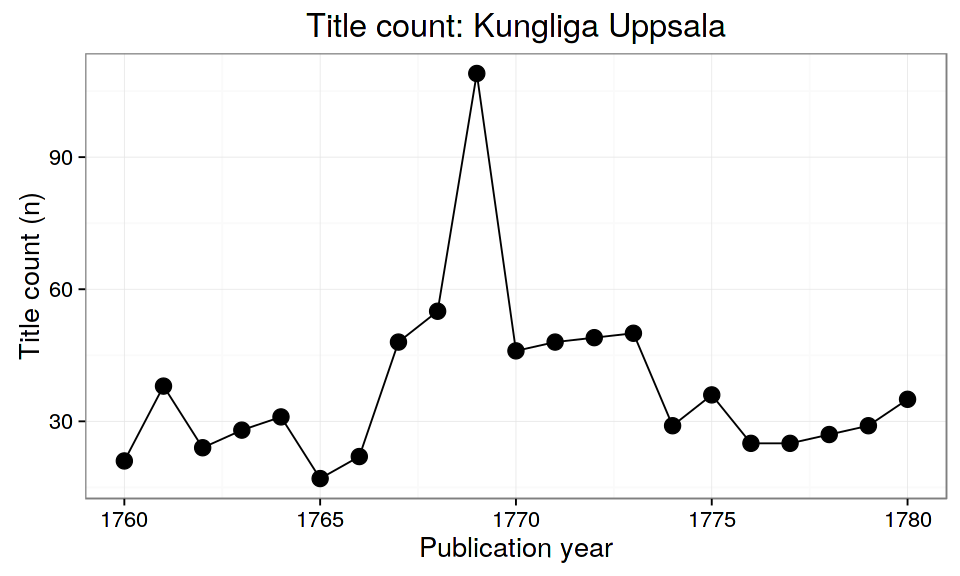 Title count: Kungliga Uppsala
Title count (n)
90
60
30
1760 1765 1770 1775 1780
Publication year